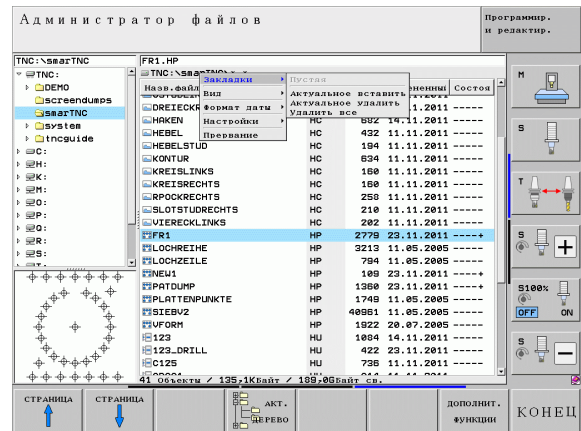 Администратор файлов
Программир.
и редактир.
TNC:\smarTNC
FR1.HP
TNC:
DEMO
screendumps
smarTNC
system
tncguide
C:
H:
K:
M:
O:
P:
Q:
R:
S:
TNC:\smarTNC\*.*
Назв.файл
Состоя
Закладки
Вид
Формат даты
Настройки
Прерваниe
Пустая
Актуальное вставить
Актуальное удалить
Удалить все
DREIECK 11.2011 -----
HAKEN HC 682 14.11.2011 -----
HEBEL HC 432 11.11.2011 -----
HEBELSTUD HC 194 11.11.2011 -----
KONTUR HC 634 11.11.2011 -----
KREISLINKS HC 160 11.11.2011 -----
KREISRECHTS HC 160 11.11.2011 -----
RPOCKRECHTS HC 258 11.11.2011 -----
SLOTSTUDRECHTS HC 210 11.11.2011 -----
VIERECKLINKS HC 202 11.11.2011 -----
FR1 HP 2779 23.11.2011 ----+
LOCHREIHE HP 3213 11.05.2005 -----
LOCHZEILE HP 794 11.05.2005 -----
NEW1 HP 109 23.11.2011 ----+
PATDUMP HP 1360 23.11.2011 ----+
PLATTENPUNKTE HP 1749 11.05.2005 -----
SIEBV2 HP 40961 11.05.2005 -----
VFORM HP 1922 20.07.2005 -----
123 HU 1084 14.11.2011 -----
123_DRILL HU 422 23.11.2011 -----
C125 HU 736 11.11.2011 -----
41 Объекты / 135,1КБайт / 189,0GБайт св.
M
S
T
S
S100%
OFF ON
S
СТРАНИЦА
СТРАНИЦА
АКТ.
ДЕРЕВО
ДОПОЛНИТ.
ФУНКЦИИ
КОНЕЦ